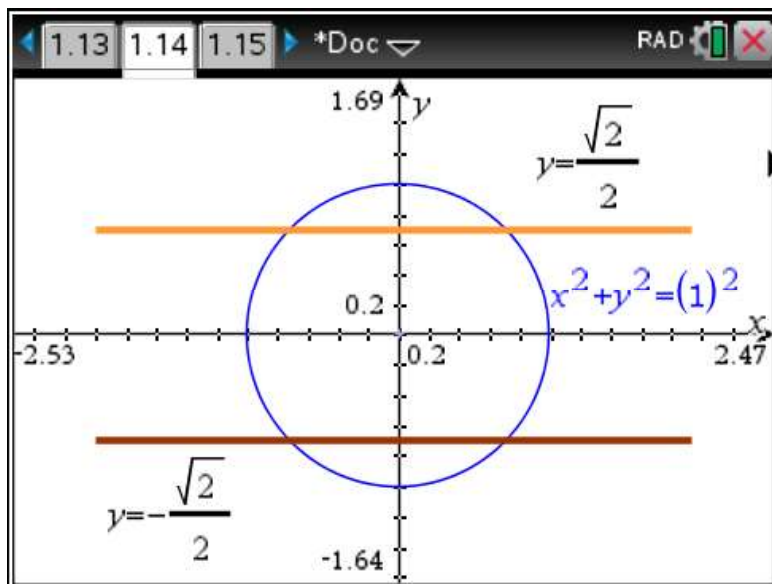 1.13 1.14 1.15 *Doc RAD
1.69 y
y=√2/2
x²+y²=(1)²
0.2
x
-2.53 0.2 2.47
y=-√2/2
-1.64